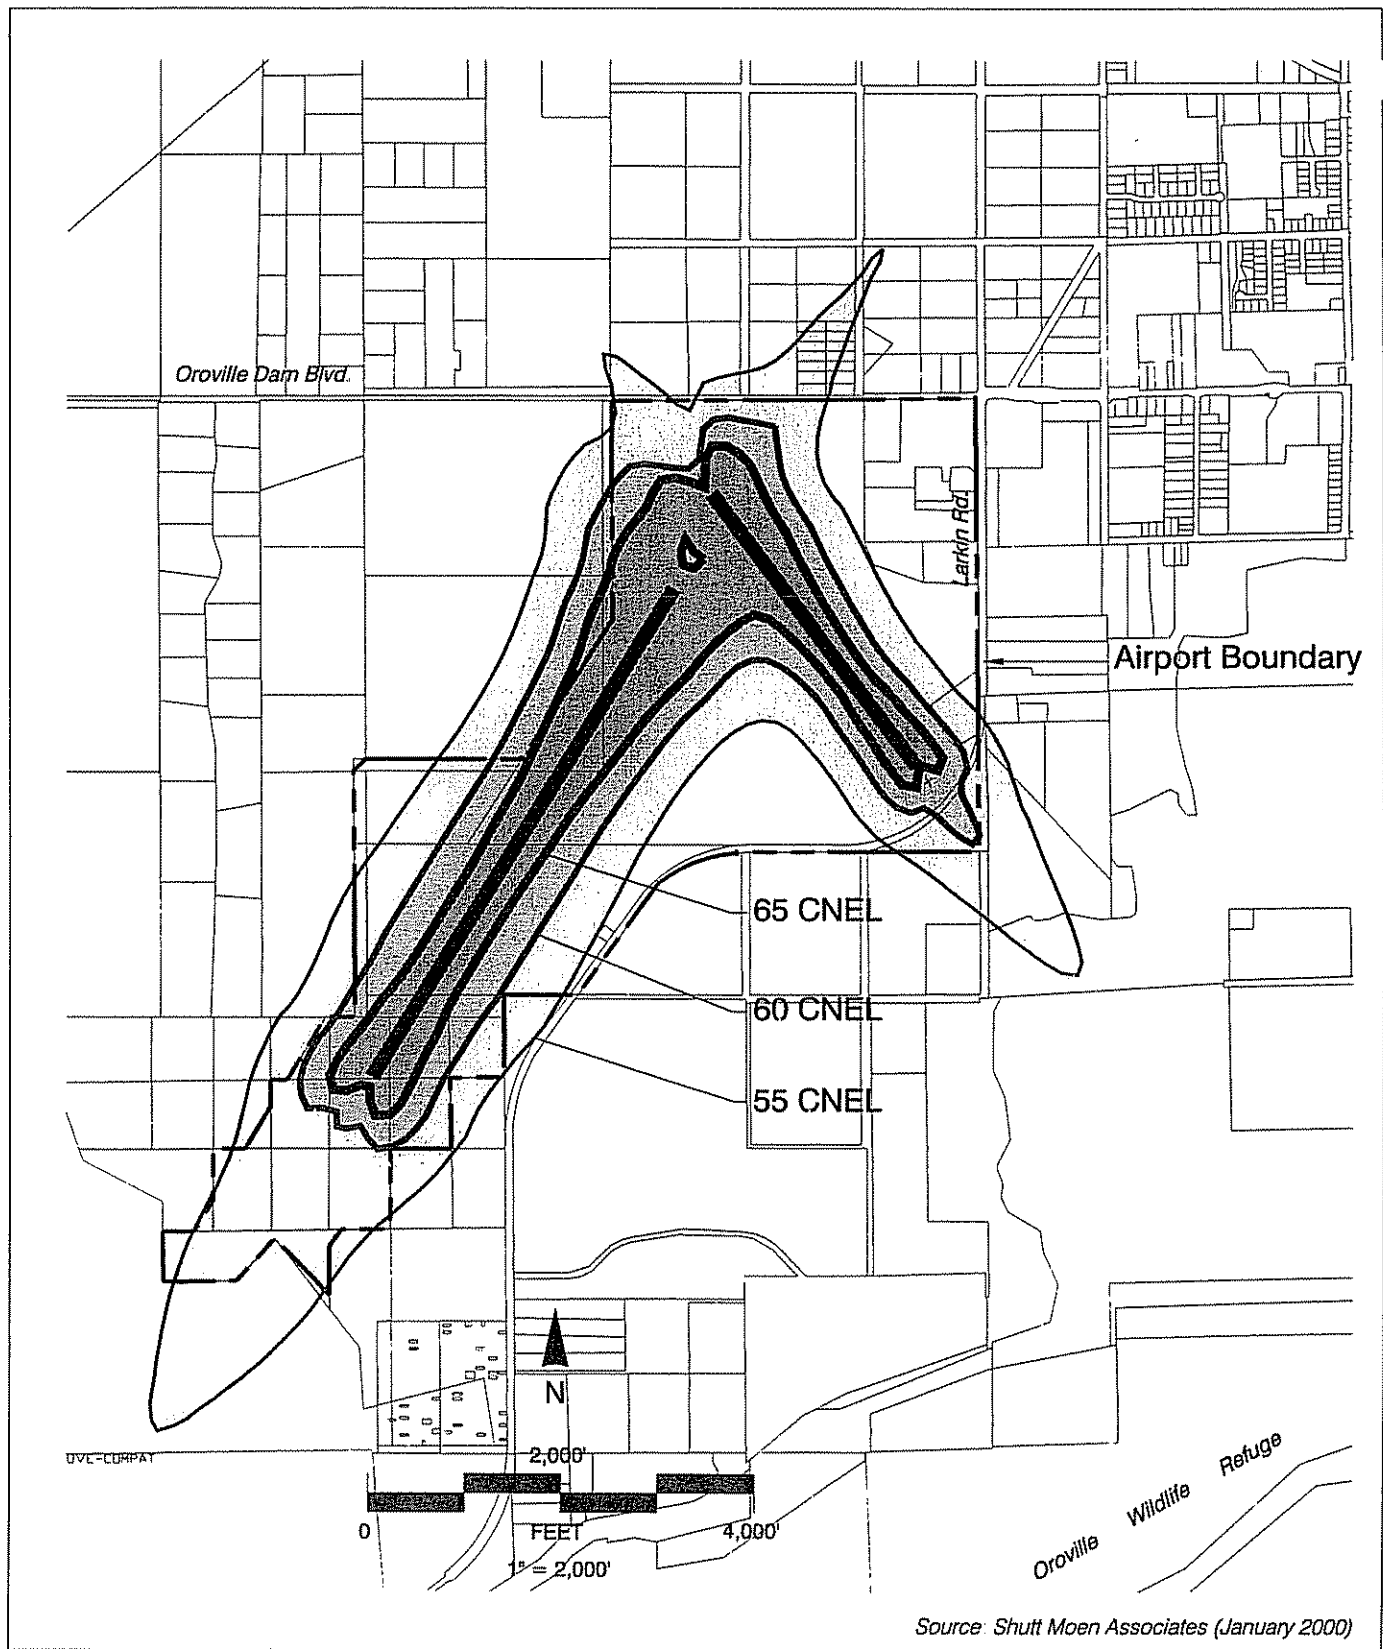 Oroville Dam Blvd.
Larkin Rd.
Airport Boundary
65 CNEL
60 CNEL
55 CNEL
N
OVE-COMPAT
2,000'
0
FEET
4,000'
1" = 2,000'
Oroville Wildlife Refuge
Source: Shutt Moen Associates (January 2000)